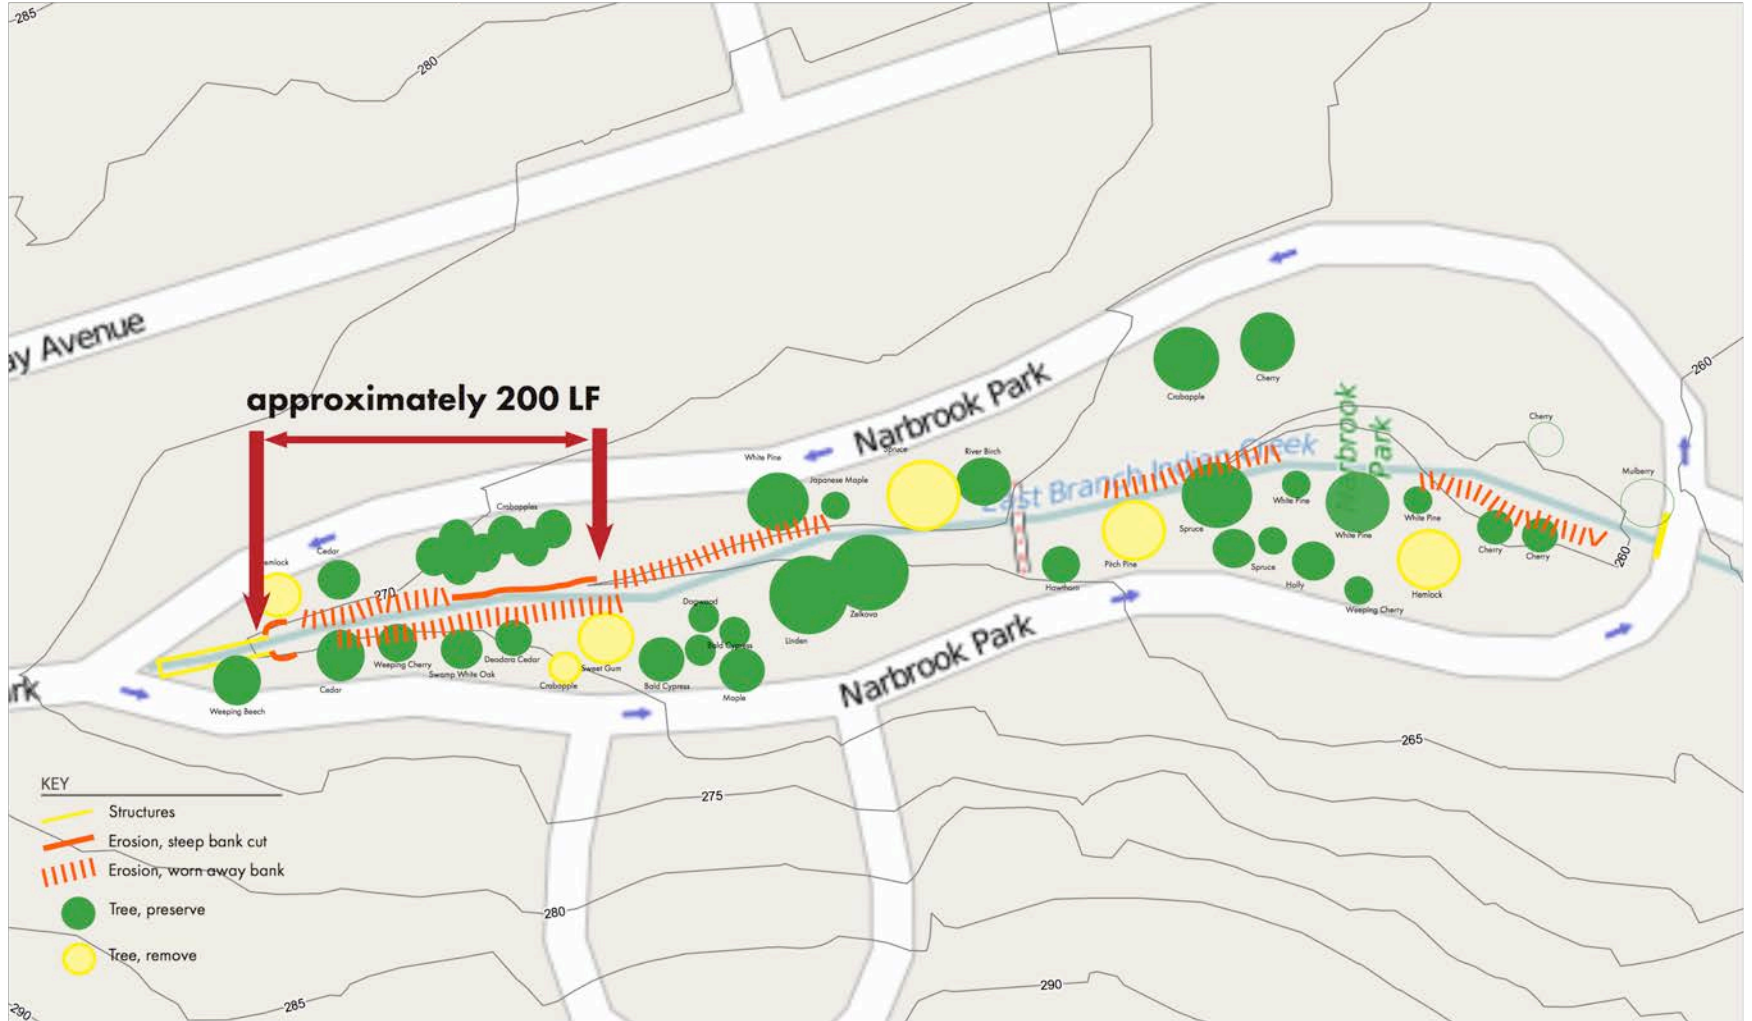 285
280
ay Avenue
approximately 200 LF
Narbrook Park
Narbrook
Park
East Branch Indian Creek
260
Crabapple
Cherry
Cherry
Mulberry
White Pine
Japanese Maple
Spruce
River Birch
Crabapples
emlock
Cedar
270
White Pine
White Pine
White Pine
Spruce
Cherry
Cherry
260
Pitch Pine
Spruce
Hawthorn
Holly
Weeping Cherry
Hemlock
Linden
Zelkova
Dogwood
Bald Cypress
Bald Cypress
Maple
Sweet Gum
Crabapple
Deodara Cedar
Swamp White Oak
Weeping Cherry
Cedar
Weeping Beech
rk
Narbrook Park
265
275
280
285
290
290
KEY
Structures
Erosion, steep bank cut
Erosion, worn away bank
Tree, preserve
Tree, remove